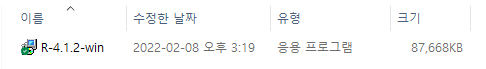 이름 수정한 날짜 유형 크기
R-4.1.2-win 2022-02-08 오후 3:19 응용 프로그램 87,668KB